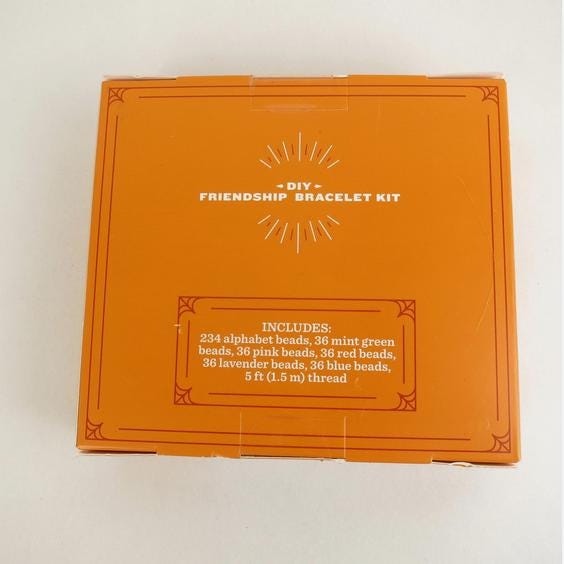 DIY
FRIENDSHIP BRACELET KIT
INCLUDES:
234 alphabet beads, 36 mint green
beads, 36 pink beads, 36 red beads,
36 lavender beads, 36 blue beads,
5 ft (1.5 m) thread